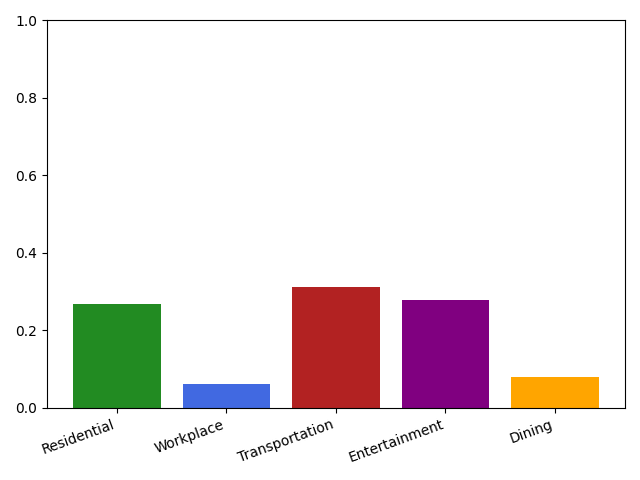 1.0
0.8
0.6
0.4
0.2
0.0
Residential
Workplace
Transportation
Entertainment
Dining